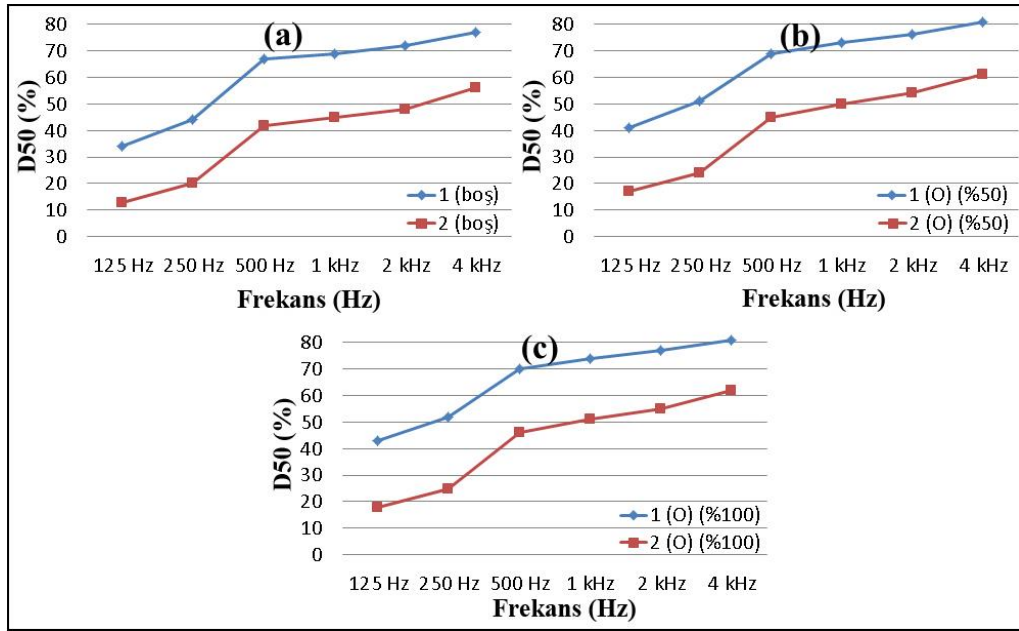 (a)
D50 (%)
80
70
60
50
40
30
20
10
0
1 (boş)
2 (boş)
125 Hz 250 Hz 500 Hz 1 kHz 2 kHz 4 kHz
Frekans (Hz)
(b)
D50 (%)
80
70
60
50
40
30
20
10
0
1 (O) (%50)
2 (O) (%50)
125 Hz 250 Hz 500 Hz 1 kHz 2 kHz 4 kHz
Frekans (Hz)
(c)
D50 (%)
80
70
60
50
40
30
20
10
0
1 (O) (%100)
2 (O) (%100)
125 Hz 250 Hz 500 Hz 1 kHz 2 kHz 4 kHz
Frekans (Hz)